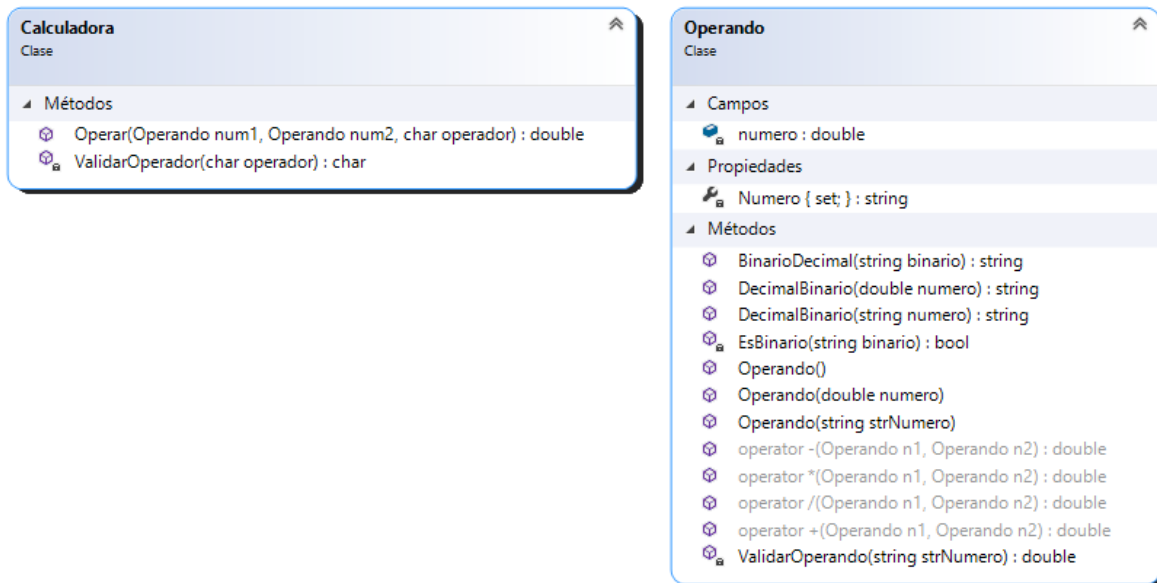 Calculadora
Clase
Métodos
Operar(Operando num1, Operando num2, char operador) : double
ValidarOperador(char operador) : char
Operando
Clase
Campos
numero : double
Propiedades
Numero { set; } : string
Métodos
BinarioDecimal(string binario) : string
DecimalBinario(double numero) : string
DecimalBinario(string numero) : string
EsBinario(string binario) : bool
Operando()
Operando(double numero)
Operando(string strNumero)
operator -(Operando n1, Operando n2) : double
operator *(Operando n1, Operando n2) : double
operator /(Operando n1, Operando n2) : double
operator +(Operando n1, Operando n2) : double
ValidarOperando(string strNumero) : double